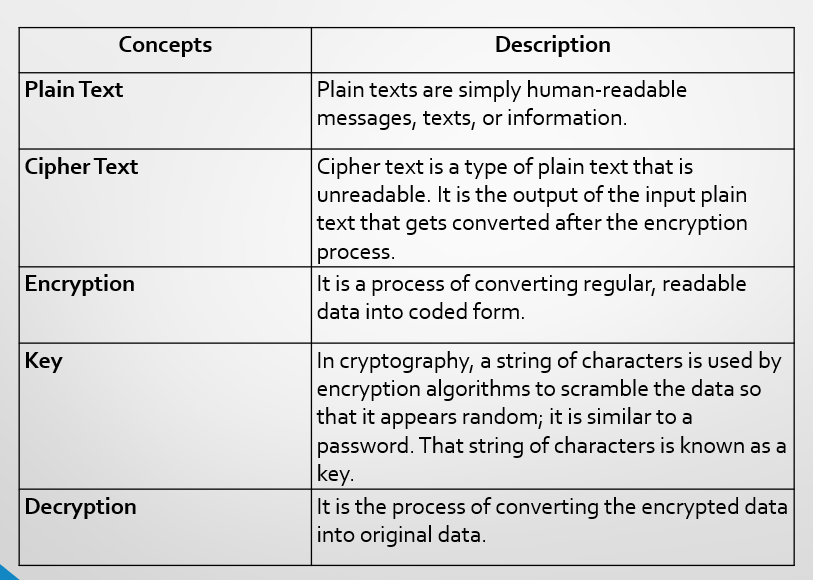 Concepts
Description
Plain Text
Plain texts are simply human-readable
messages, texts, or information.
Cipher Text
Cipher text is a type of plain text that is
unreadable. It is the output of the input plain
text that gets converted after the encryption
process.
Encryption
It is a process of converting regular, readable
data into coded form.
Key
In cryptography, a string of characters is used by
encryption algorithms to scramble the data so
that it appears random; it is similar to a
password. That string of characters is known as a
key.
Decryption
It is the process of converting the encrypted data
into original data.